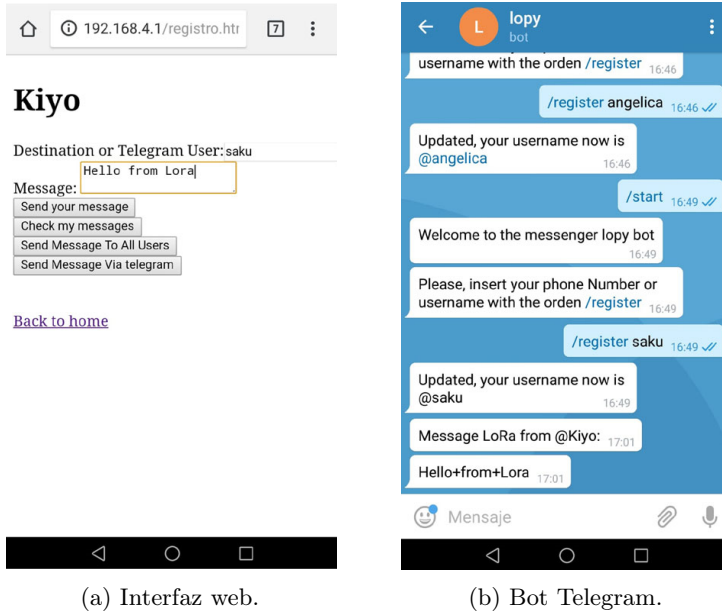 192.168.4.1/registro.htr
7
Kiyo
Destination or Telegram User: saku
Message: Hello from Lora
Send your message
Check my messages
Send Message To All Users
Send Message Via telegram
Back to home
(a) Interfaz web.
L
lopy
bot
username with the orden /register 16:46
/register angelica 16:46
Updated, your username now is
@angelica 16:46
/start 16:49
Welcome to the messenger lopy bot
16:49
Please, insert your phone Number or
username with the orden /register 16:49
/register saku 16:49
Updated, your username now is
@saku 16:49
Message LoRa from @Kiyo: 17:01
Hello+from+Lora 17:01
Mensaje
(b) Bot Telegram.